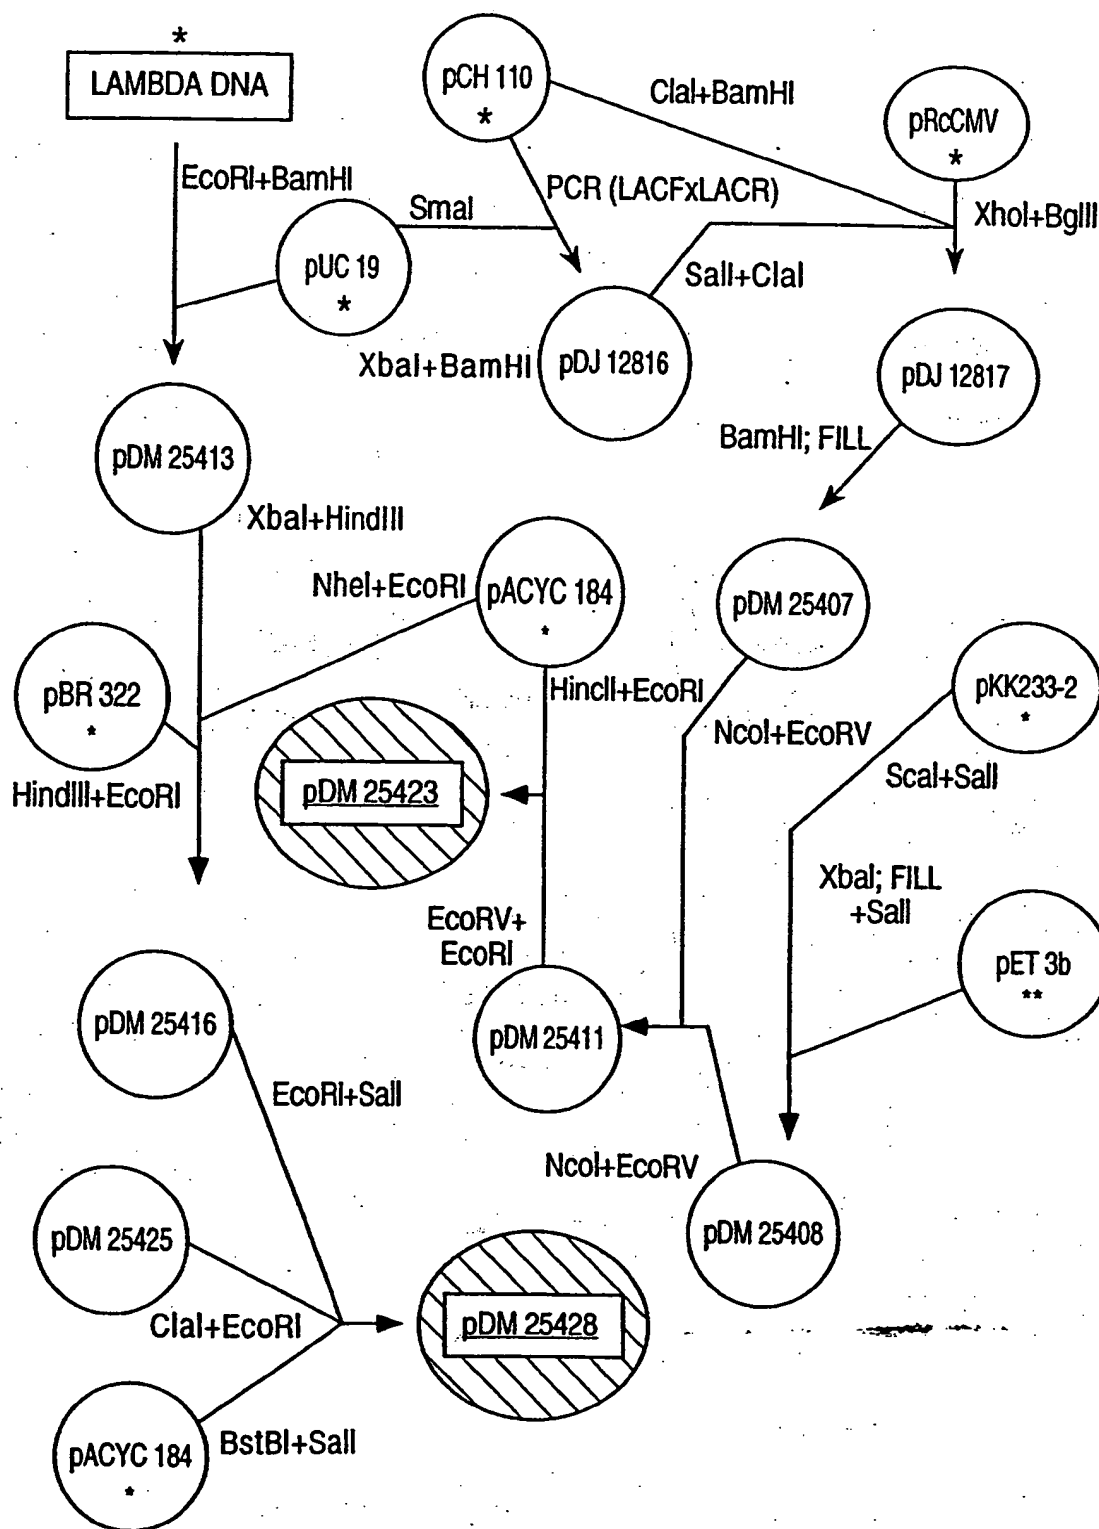 *
LAMBDA DNA
pCH 110
*
ClaI+BamHI
pRcCMV
*
EcoRI+BamHI
SmaI
PCR (LACFxLACR)
XhoI+BglII
pUC 19
*
SalI+ClaI
XbaI+BamHI
pDJ 12816
pDJ 12817
BamHI; FILL
pDM 25413
XbaI+HindIII
NheI+EcoRI
pACYC 184
*
pDM 25407
pBR 322
*
HincII+EcoRI
pKK233-2
*
NcoI+EcoRV
HindIII+EcoRI
pDM 25423
ScaI+SalI
XbaI; FILL
+SalI
EcoRV+
EcoRI
pET 3b
**
pDM 25416
pDM 25411
EcoRI+SalI
NcoI+EcoRV
pDM 25425
pDM 25408
ClaI+EcoRI
pDM 25428
pACYC 184
*
BstBI+SalI